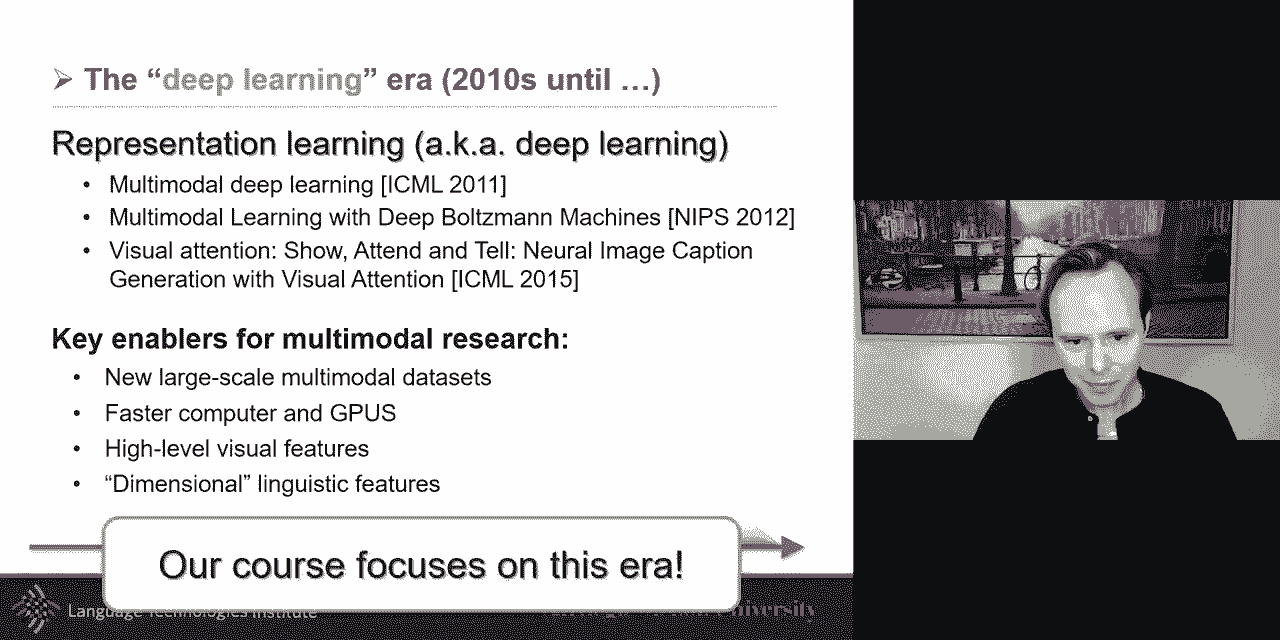 ➢ The “deep learning” era (2010s until …)
Representation learning (a.k.a. deep learning)
• Multimodal deep learning [ICML 2011]
• Multimodal Learning with Deep Boltzmann Machines [NIPS 2012]
• Visual attention: Show, Attend and Tell: Neural Image Caption
Generation with Visual Attention [ICML 2015]
Key enablers for multimodal research:
• New large-scale multimodal datasets
• Faster computer and GPUS
• High-level visual features
• “Dimensional” linguistic features
Our course focuses on this era!
Language Technologies Institute